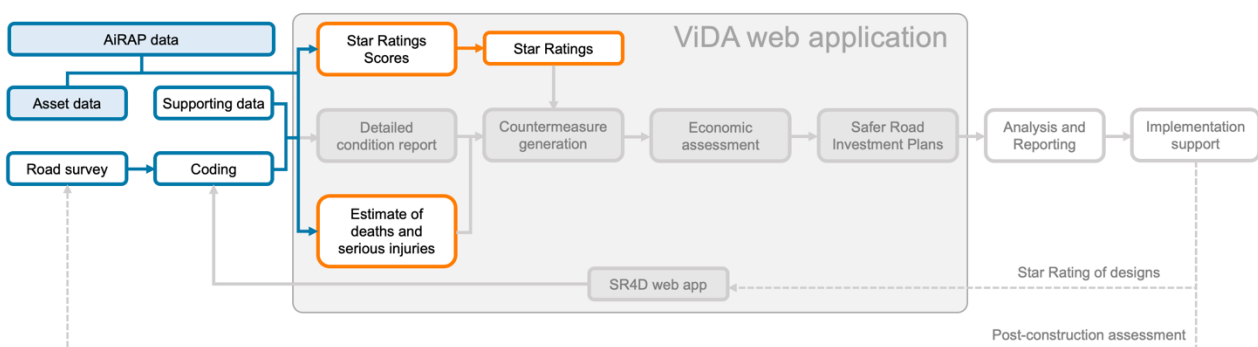 ViDA web application
AiRAP data
Star Ratings
Scores
Star Ratings
Asset data
Supporting data
Detailed
condition report
Countermeasure
generation
Economic
assessment
Safer Road
Investment Plans
Analysis and
Reporting
Implementation
support
Road survey
Coding
Estimate of
deaths and
serious injuries
SR4D web app
Star Rating of designs
Post-construction assessment